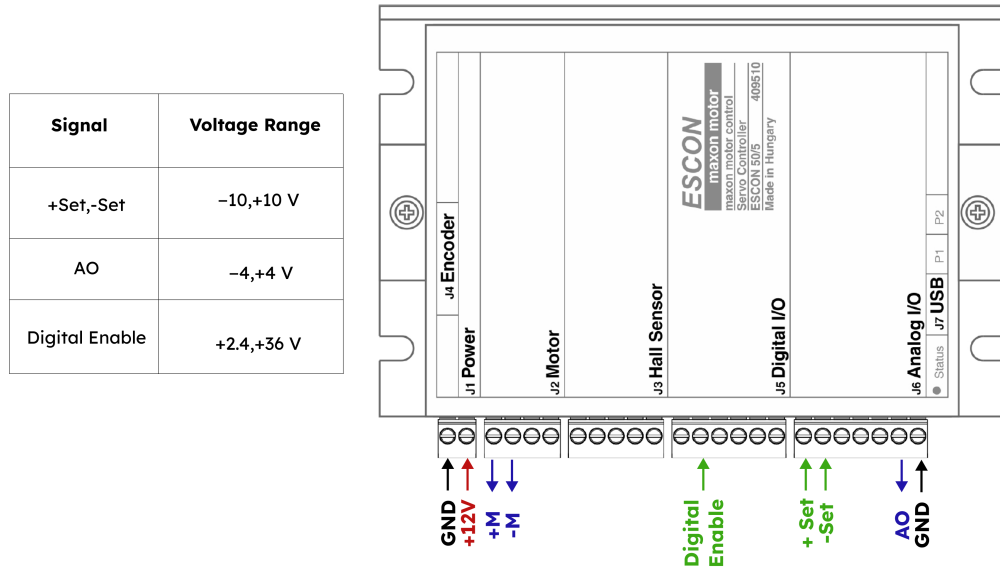 Signal Voltage Range
+Set,-Set −10,+10 V
AO −4,+4 V
Digital Enable +2.4,+36 V
ESCON
maxon motor
maxon motor control
Servo Controller
ESCON 50/5 409510
Made in Hungary
J4 Encoder
J1 Power
J2 Motor
J3 Hall Sensor
J5 Digital I/O
J6 Analog I/O
J7 USB
P1
P2
Status
GND
+12V
+M
-M
Digital
Enable
+ Set
-Set
AO
GND